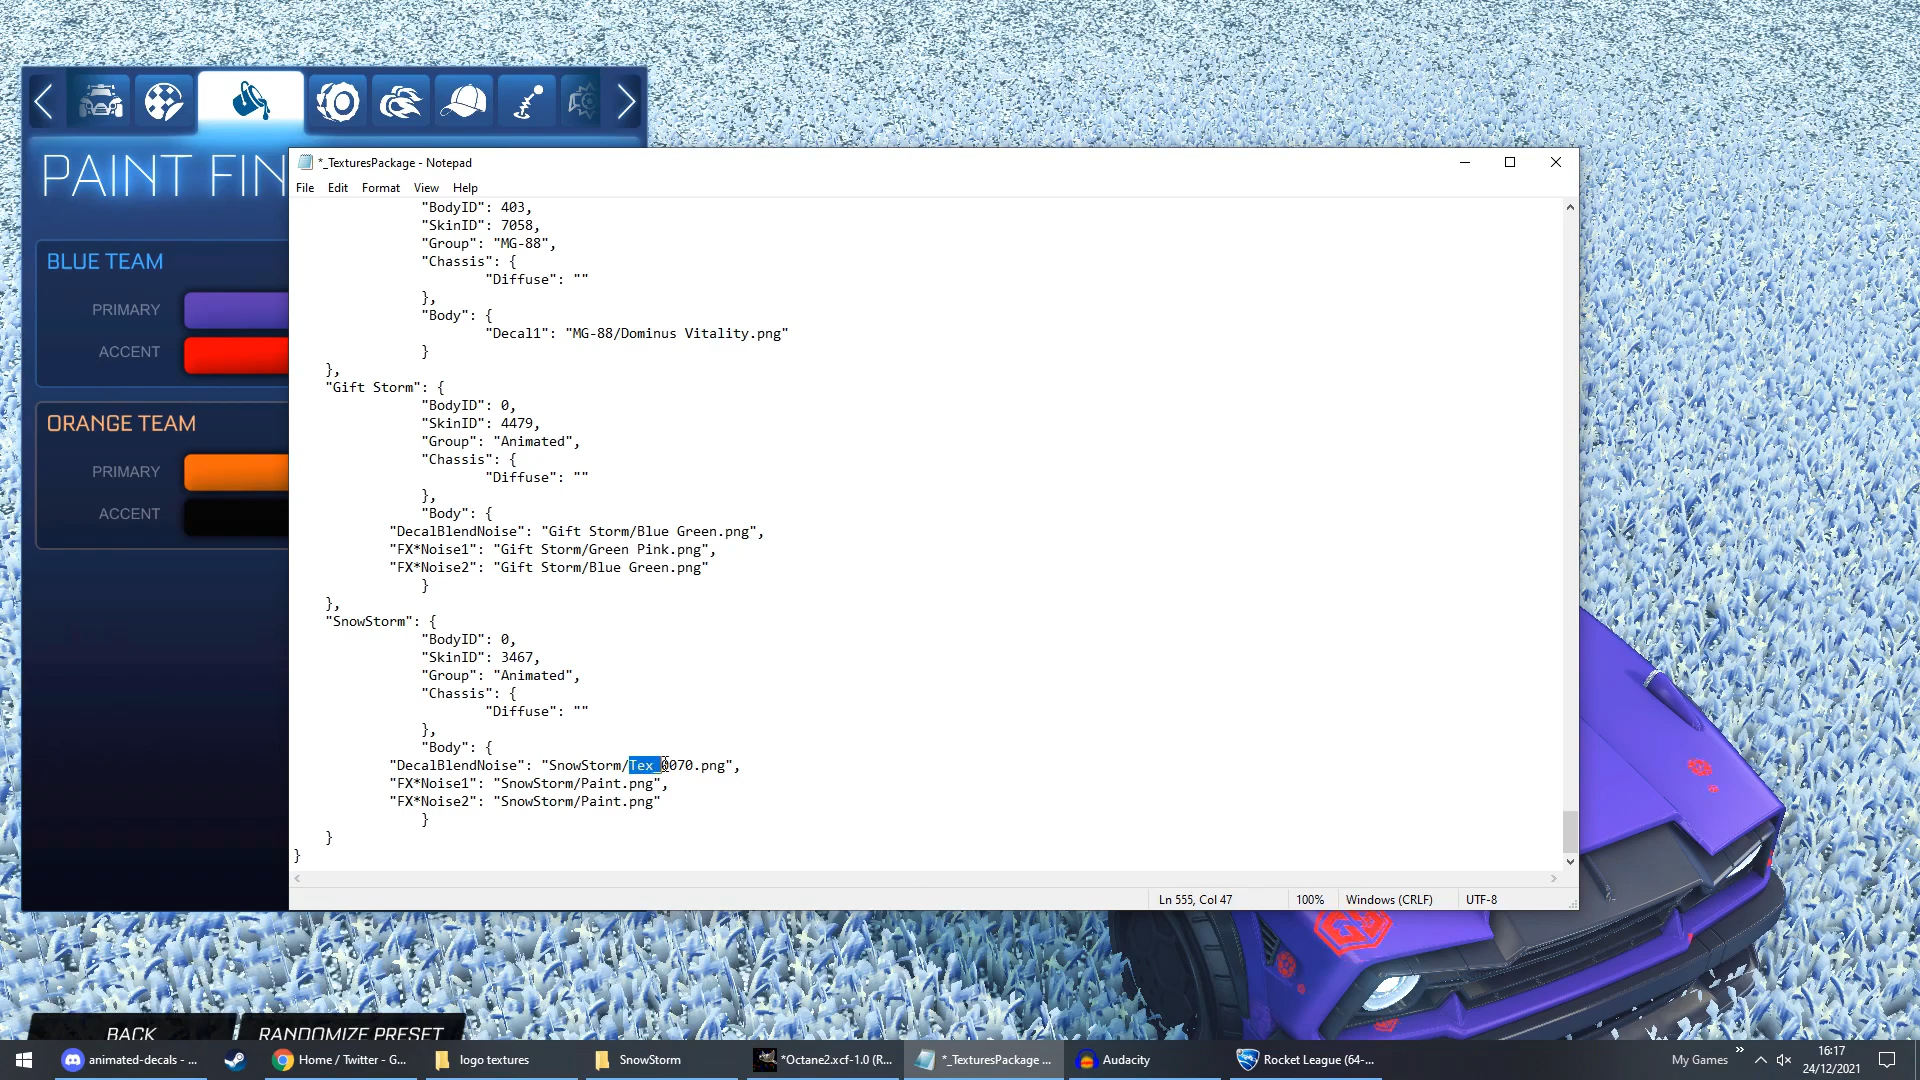 PAINT FIN
BLUE TEAM
PRIMARY
ACCENT
ORANGE TEAM
PRIMARY
ACCENT
*_TexturesPackage - Notepad
File Edit Format View Help
"BodyID": 403,
"SkinID": 7058,
"Group": "MG-88",
"Chassis": {
"Diffuse": ""
},
"Body": {
"Decal1": "MG-88/Dominus Vitality.png"
}
},
"Gift Storm": {
"BodyID": 0,
"SkinID": 4479,
"Group": "Animated",
"Chassis": {
"Diffuse": ""
},
"Body": {
"DecalBlendNoise": "Gift Storm/Blue Green.png",
"FX*Noise1": "Gift Storm/Green Pink.png",
"FX*Noise2": "Gift Storm/Blue Green.png"
}
},
"SnowStorm": {
"BodyID": 0,
"SkinID": 3467,
"Group": "Animated",
"Chassis": {
"Diffuse": ""
},
"Body": {
"DecalBlendNoise": "SnowStorm/Tex_0070.png",
"FX*Noise1": "SnowStorm/Paint.png",
"FX*Noise2": "SnowStorm/Paint.png"
}
}
}
Ln 555, Col 47 100% Windows (CRLF) UTF-8
BACK RANDOMIZE PRESET
animated-decals - ... Home / Twitter - G... logo textures SnowStorm *Octane2.xcf-1.0 (R... *_TexturesPackage ... Audacity Rocket League (64-... My Games 16:17
24/12/2021